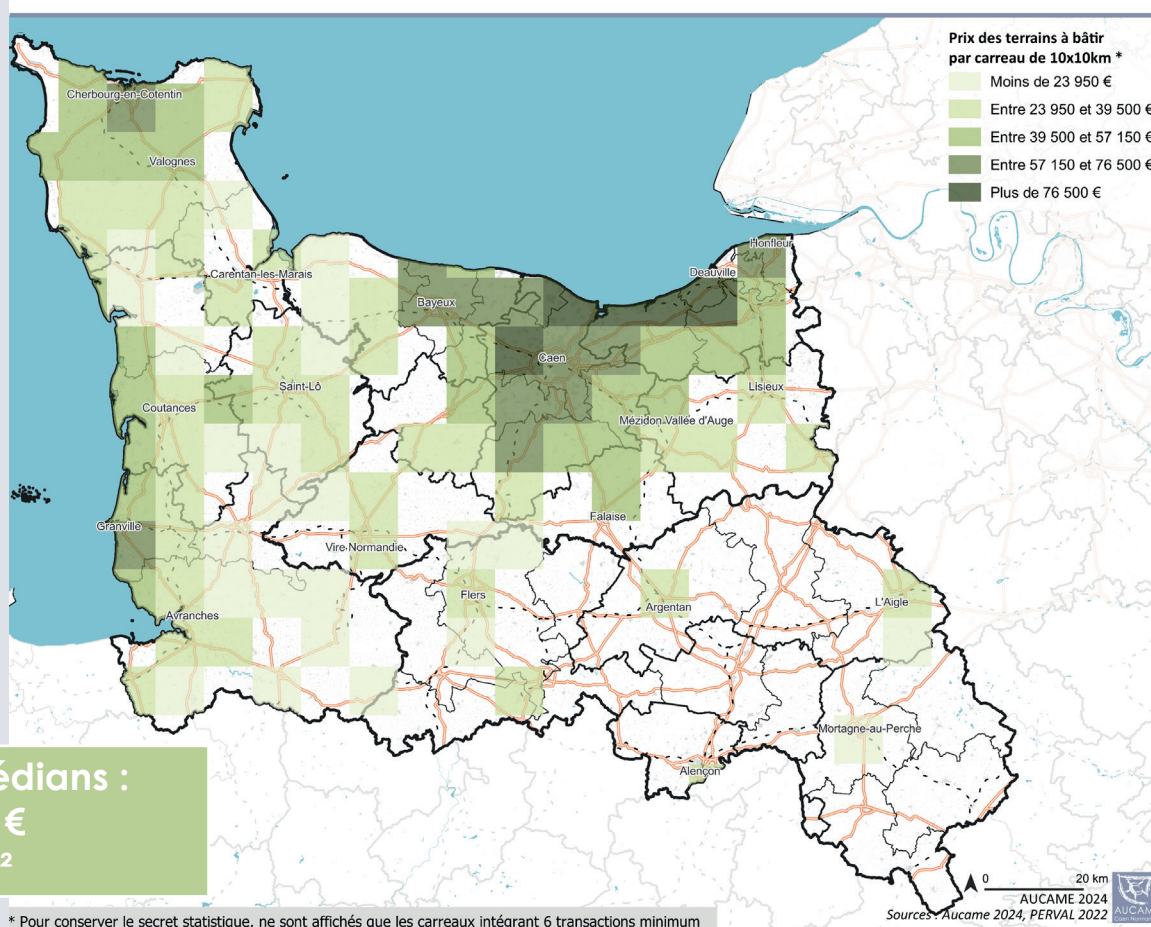 Prix des terrains à bâtir
par carreau de 10x10km *
Moins de 23 950 €
Entre 23 950 et 39 500 €
Entre 39 500 et 57 150 €
Entre 57 150 et 76 500 €
Plus de 76 500 €
Cherbourg-en-Cotentin
Valognes
Honfleur
Deauville
Carentan-les-Marais
Bayeux
Caen
Saint-Lô
Lisieux
Coutances
Mézidon Vallée d'Auge
Granville
Falaise
Vire-Normandie
Flers
Argentan
L'Aigle
Avranches
Mortagne-au-Perche
Alençon
édians :
€
²
0 20 km
AUCAME 2024
Sources : Aucame 2024, PERVAL 2022
AUCAME
Caen Normandie
* Pour conserver le secret statistique, ne sont affichés que les carreaux intégrant 6 transactions minimum